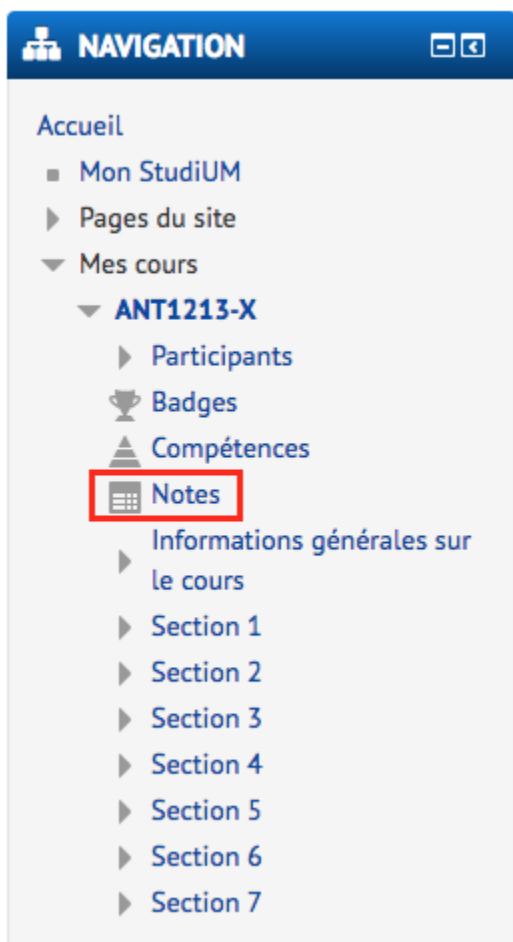 NAVIGATION
Accueil
Mon StudiUM
Pages du site
Mes cours
ANT1213-X
Participants
Badges
Compétences
Notes
Informations générales sur
le cours
Section 1
Section 2
Section 3
Section 4
Section 5
Section 6
Section 7